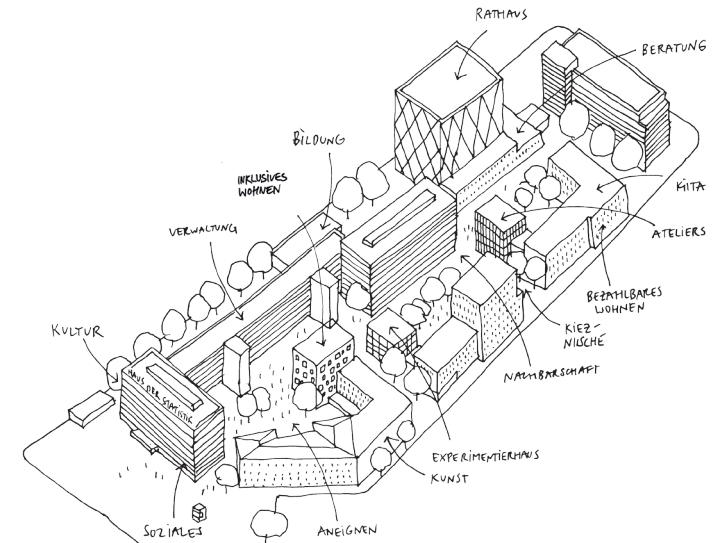 RATHAUS
BERATUNG
BILDUNG
INKLUSIVES
WOHNEN
KITA
VERWALTUNG
ATELIERS
BEZAHLBARES
WOHNEN
KULTUR
KIEZ-
NISCHE
NACHBARSCHAFT
HAUS DER STATISTIK
EXPERIMENTIERHAUS
KUNST
SOZIALES
ANEIGNEN